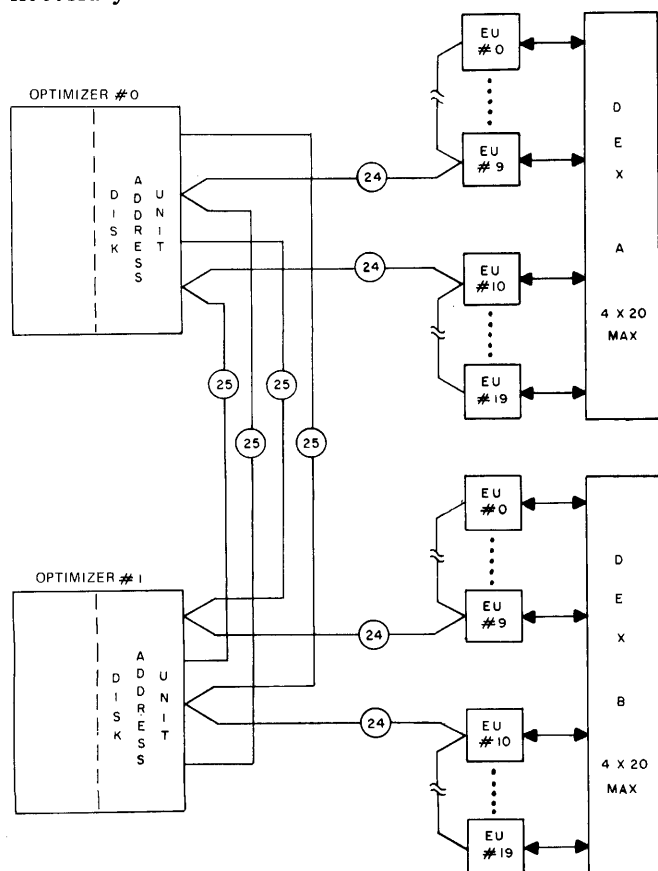 EU
#0
OPTIMIZER #0
DISK
ADDRESS
UNIT
24
EU
#9
DEX
A
4 X 20
MAX
24
EU
#10
EU
#19
25
25
25
25
EU
#0
OPTIMIZER #1
DISK
ADDRESS
UNIT
24
EU
#9
DEX
B
4 X 20
MAX
24
EU
#10
EU
#19